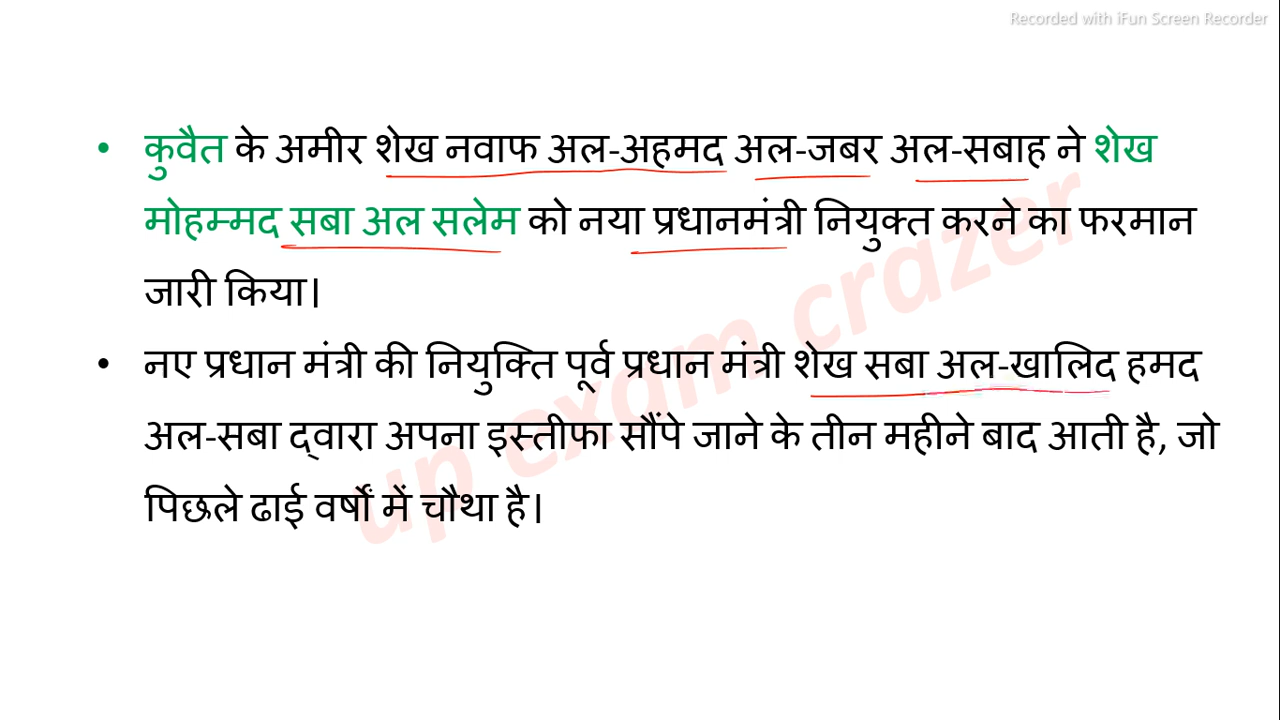 Recorded with iFun Screen Recorder
• कुवैत के अमीर शेख नवाफ अल-अहमद अल-जबर अल-सबाह ने शेख
मोहम्मद सबा अल सलेम को नया प्रधानमंत्री नियुक्त करने का फरमान
जारी किया।
• नए प्रधान मंत्री की नियुक्ति पूर्व प्रधान मंत्री शेख सबा अल-खालिद हमद
अल-सबा द्वारा अपना इस्तीफा सौंपे जाने के तीन महीने बाद आती है, जो
पिछले ढाई वर्षों में चौथा है।
up exam crazer